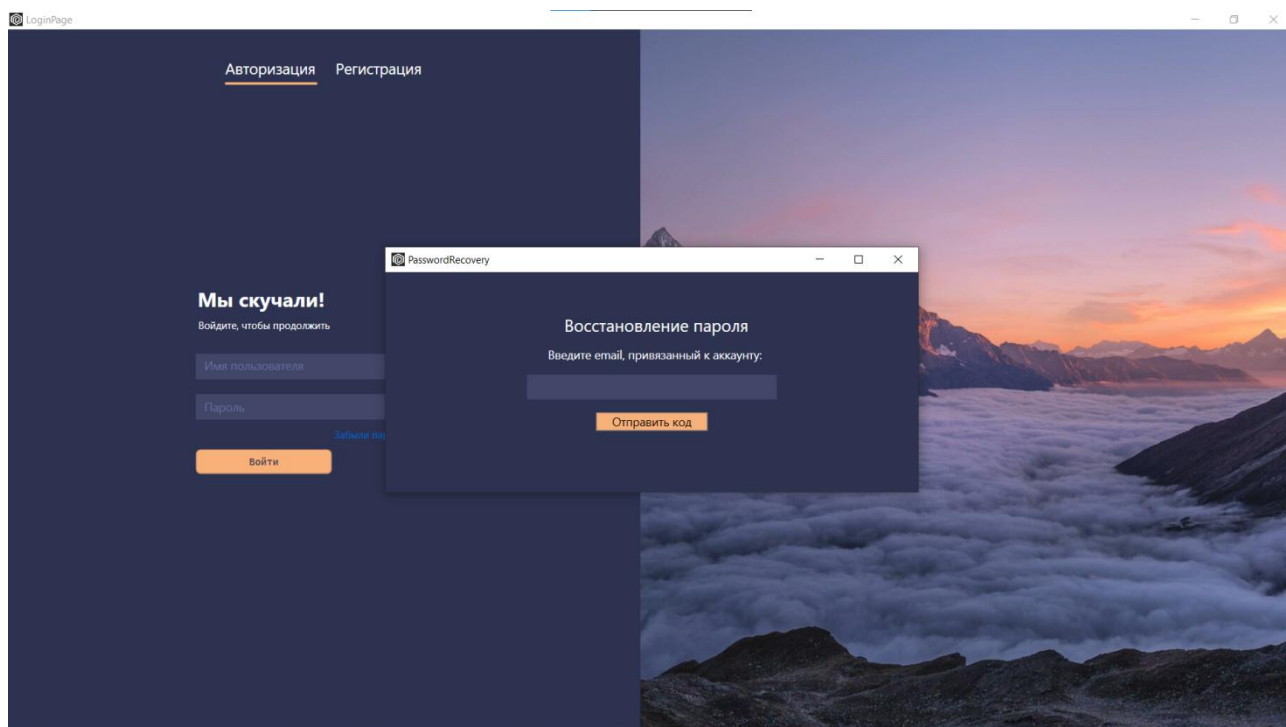 LoginPage
Авторизация Регистрация
PasswordRecovery
Мы скучали!
Войдите, чтобы продолжить
Имя пользователя
Пароль
Забыли
Войти
Восстановление пароля
Введите email, привязанный к аккаунту:
Отправить код